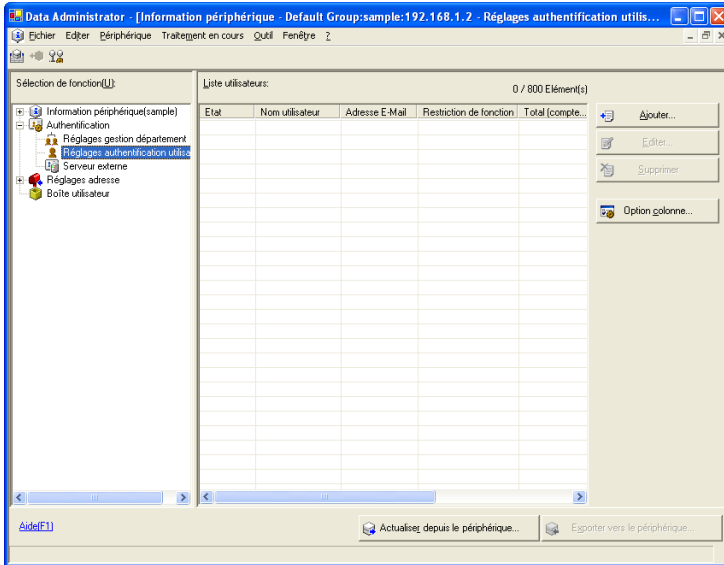 Data Administrator - [Information périphérique - Default Group:sample:192.168.1.2 - Réglages authentification utilis...
Fichier Editer Périphérique Traitement en cours Outil Fenêtre ?
Sélection de fonction(U):
Information périphérique(sample)
Authentification
Réglages gestion département
Réglages authentification utilisa
Serveur externe
Réglages adresse
Boîte utilisateur
Liste utilisateurs:
0 / 800 Elément(s)
Etat Nom utilisateur Adresse E-Mail Restriction de fonction Total (compte...
Ajouter...
Editer...
Supprimer
Option colonne...
Aide(F1)
Actualiser depuis le périphérique...
Exporter vers le périphérique...